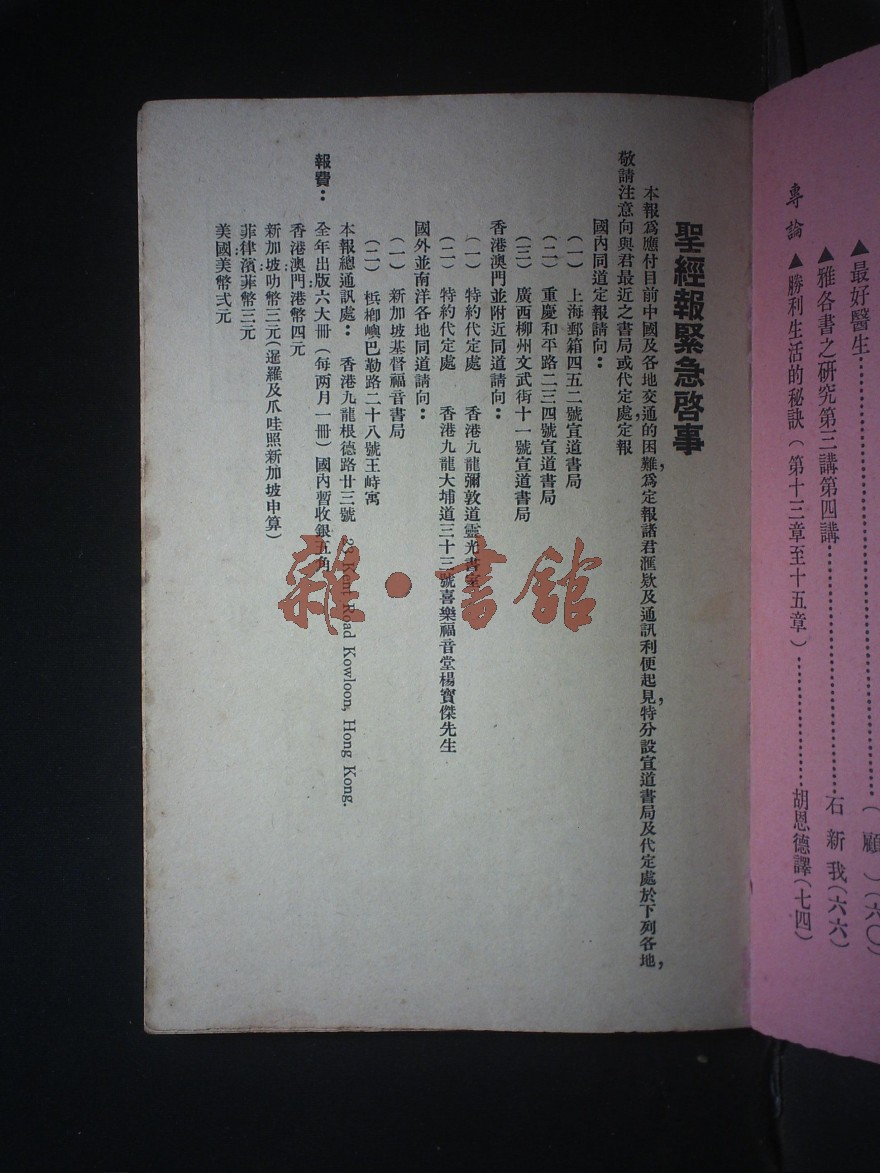 ▲最好醫生……(顧　)(六〇)
▲雅各書之研究第三講第四講……石新我(六六)
專論▲勝利生活的秘訣(第十三章至十五章)……胡恩德譯(七四)
聖經報緊急啓事
本報爲應付目前中國及各地交通的困難，爲定報諸君滙欵及通訊利便起見，特分設宣道書局及代定處於下列各地，
敬請注意向與君最近之書局或代定處定報
國內同道定報請向：
(一)　上海郵箱四五二號宣道書局
(二)　重慶和平路二三四號宣道書局
(三)　廣西柳州文武街十一號宣道書局
香港澳門並附近同道請向：
(一)　特約代定處　香港九龍彌敦道靈光書室
(二)　特約代定處　香港九龍大埔道三十三號喜樂福音堂楊寶傑先生
國外並南洋各地同道請向：
(一)　新加坡基督福音書局
(二)　梹榔嶼巴勒路二十八號王峙寓
本報總通訊處：　香港九龍根德路廿三號　23 Kent Road Kowloon, Hong Kong.
報費：　全年出版六大冊(每两月一冊)國內暫收銀五角
香港澳門港幣四元
新加坡叻幣三元(暹羅及爪哇照新加坡申算)
菲律濱菲幣三元
美國美幣弍元
雜·書館